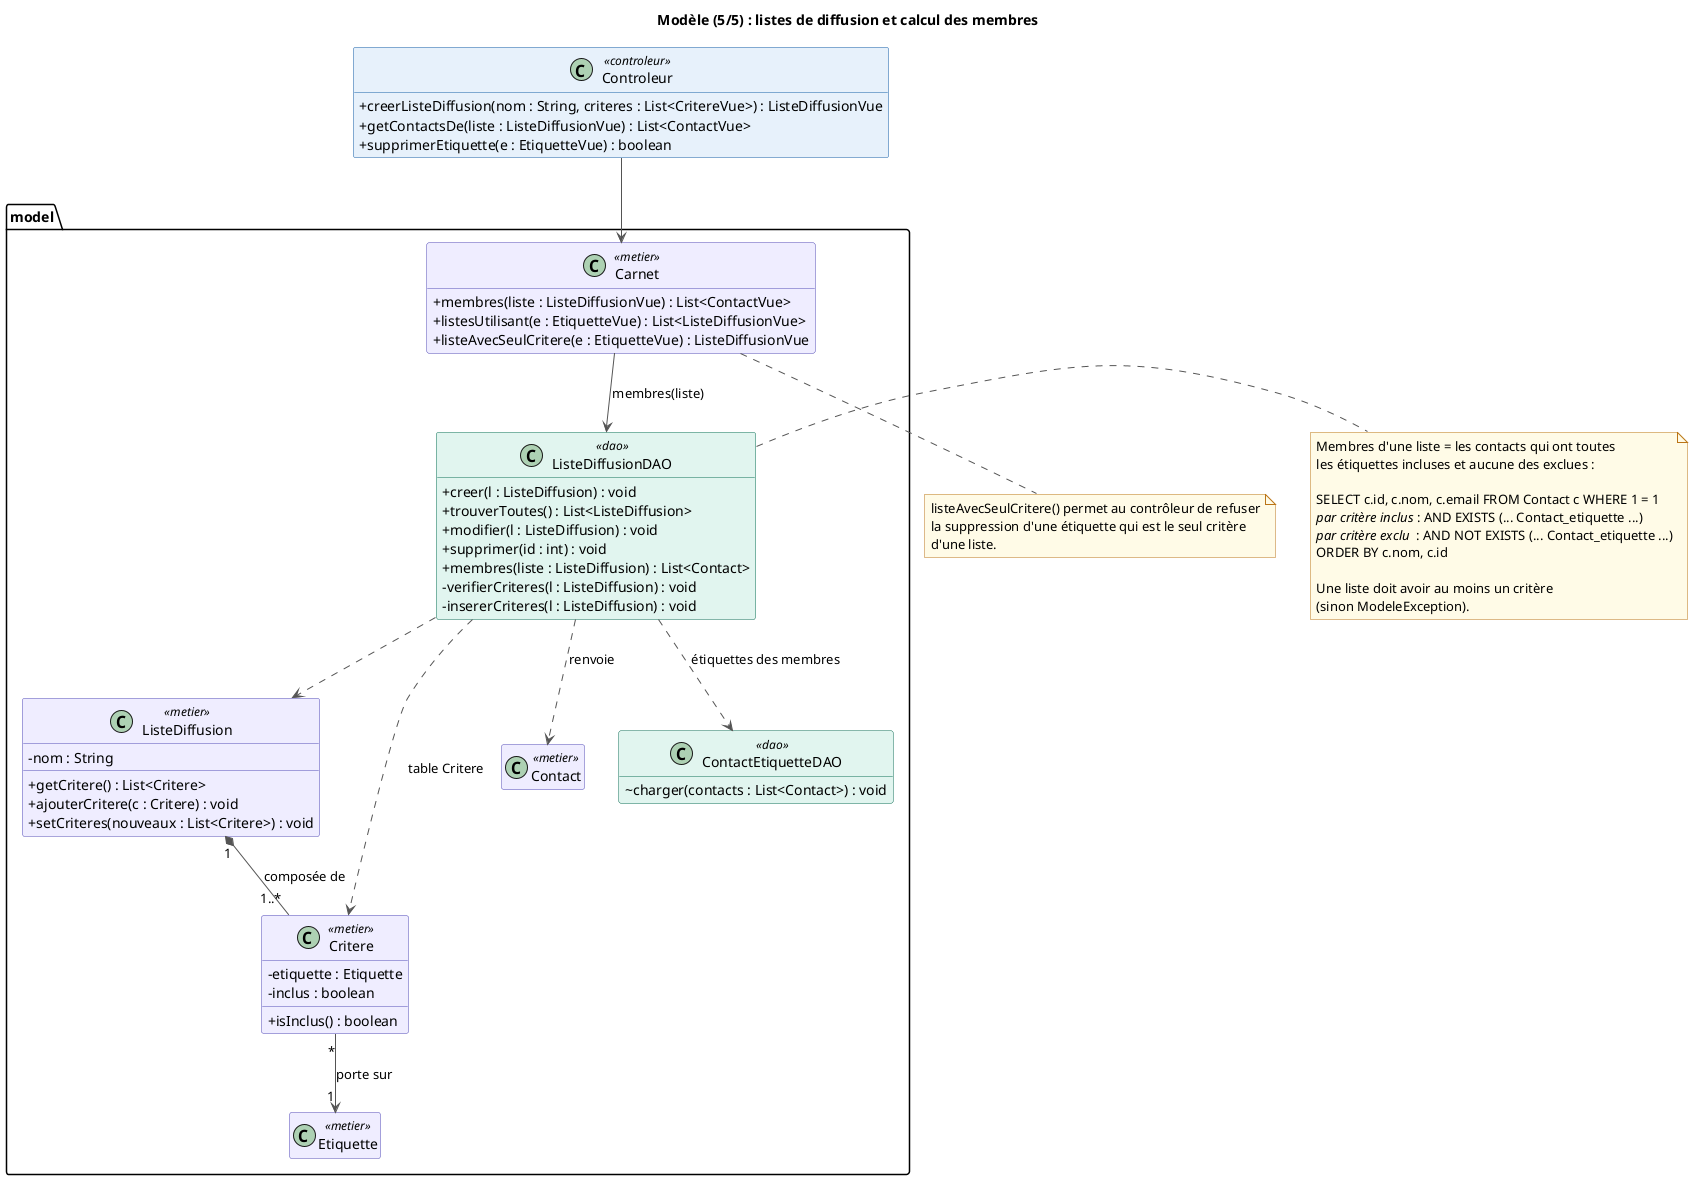 Modèle (5/5) : listes de diffusion et calcul des membres
«controleur»
Controleur
+creerListeDiffusion(nom : String, criteres : List<CritereVue>) : ListeDiffusionVue
+getContactsDe(liste : ListeDiffusionVue) : List<ContactVue>
+supprimerEtiquette(e : EtiquetteVue) : boolean
model
«metier»
Carnet
+membres(liste : ListeDiffusionVue) : List<ContactVue>
+listesUtilisant(e : EtiquetteVue) : List<ListeDiffusionVue>
+listeAvecSeulCritere(e : EtiquetteVue) : ListeDiffusionVue
membres(liste)
«dao»
ListeDiffusionDAO
+creer(l : ListeDiffusion) : void
+trouverToutes() : List<ListeDiffusion>
+modifier(l : ListeDiffusion) : void
+supprimer(id : int) : void
+membres(liste : ListeDiffusion) : List<Contact>
-verifierCriteres(l : ListeDiffusion) : void
-insererCriteres(l : ListeDiffusion) : void
listeAvecSeulCritere() permet au contrôleur de refuser
la suppression d'une étiquette qui est le seul critère
d'une liste.
Membres d'une liste = les contacts qui ont toutes
les étiquettes incluses et aucune des exclues :
SELECT c.id, c.nom, c.email FROM Contact c WHERE 1 = 1
par critère inclus : AND EXISTS (... Contact_etiquette ...)
par critère exclu : AND NOT EXISTS (... Contact_etiquette ...)
ORDER BY c.nom, c.id
Une liste doit avoir au moins un critère
(sinon ModeleException).
renvoie
étiquettes des membres
«metier»
ListeDiffusion
-nom : String
+getCritere() : List<Critere>
+ajouterCritere(c : Critere) : void
+setCriteres(nouveaux : List<Critere>) : void
table Critere
«metier»
Contact
«dao»
ContactEtiquetteDAO
~charger(contacts : List<Contact>) : void
1
composée de
1..*
«metier»
Critere
-etiquette : Etiquette
-inclus : boolean
+isInclus() : boolean
*
porte sur
1
«metier»
Etiquette